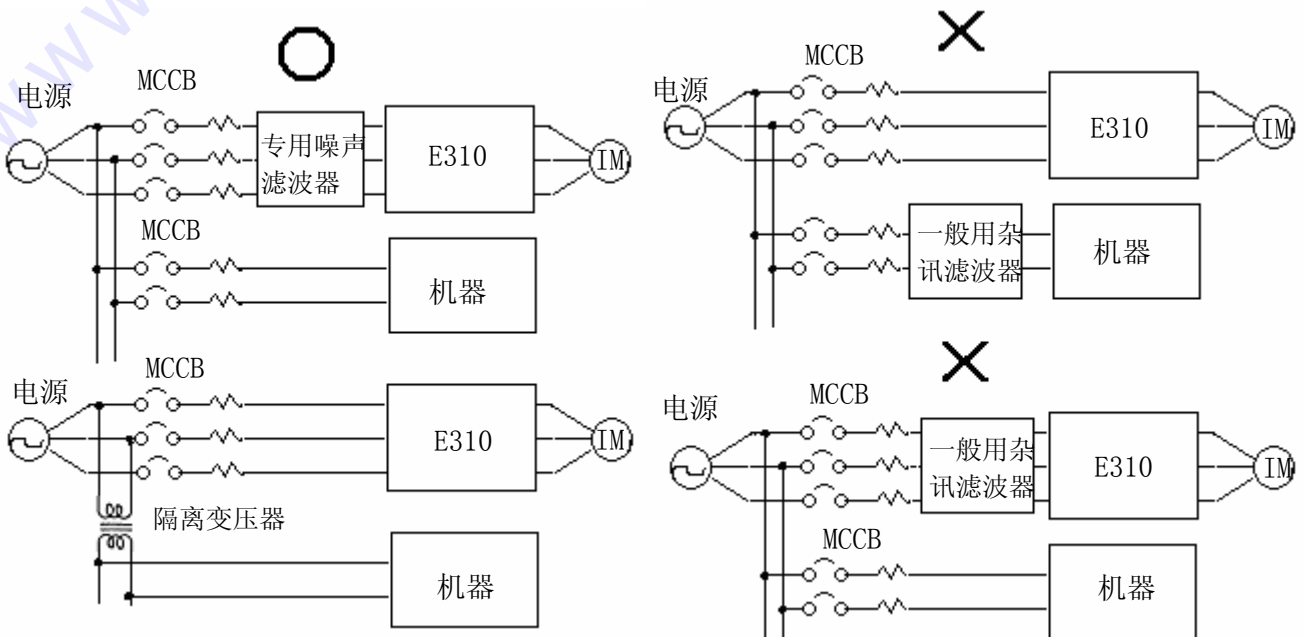 MCCB
电源
专用噪声
滤波器
E310
IM
MCCB
机器
MCCB
电源
E310
IM
隔离变压器
机器
MCCB
电源
E310
IM
一般用杂
讯滤波器
机器
MCCB
电源
一般用杂
讯滤波器
E310
IM
MCCB
机器